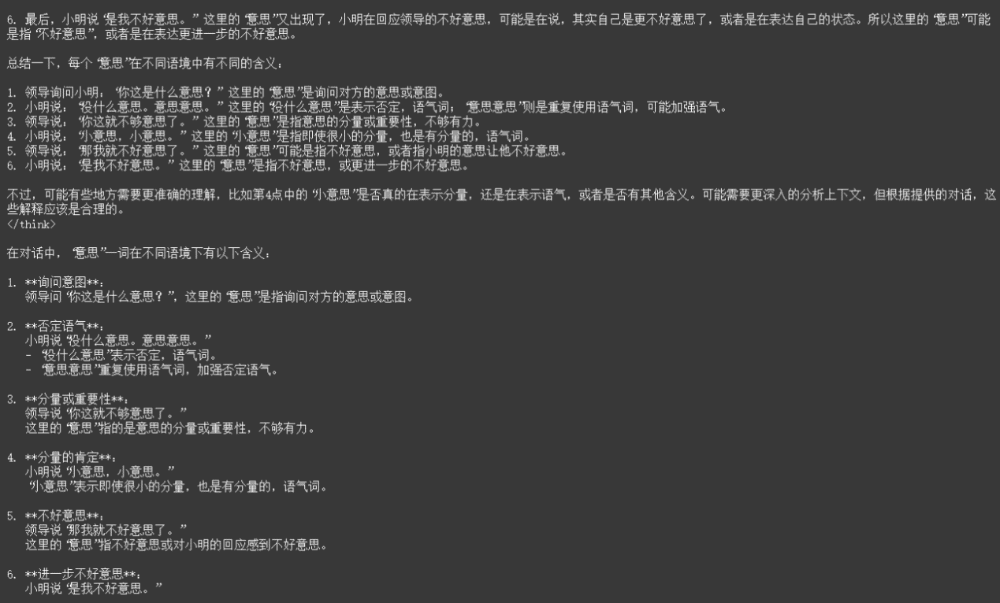 6. 最后，小明说“是我不好意思。”这里的“意思”又出现了，小明在回应领导的不好意思，可能是在说，其实自己是更不好意思了，或者是在表达自己的状态。所以这里的“意思”可能
是指“不好意思”，或者是在表达更进一步的不好意思。
总结一下，每个“意思”在不同语境中有不同的含义：
1. 领导询问小明：“你这是什么意思？”这里的“意思”是询问对方的意思或意图。
2. 小明说：“没什么意思。意思意思。”这里的“没什么意思”是表示否定，语气词；“意思意思”则是重复使用语气词，可能加强语气。
3. 领导说：“你这就不够意思了。”这里的“意思”是指意思的分量或重要性，不够有力。
4. 小明说：“小意思，小意思。”这里的“小意思”是指即使很小的分量，也是有分量的，语气词。
5. 领导说：“那我就不好意思了。”这里的“意思”可能是指不好意思，或者指小明的意思让他不好意思。
6. 小明说：“是我不好意思。”这里的“意思”是指不好意思，或更进一步的不好意思。
不过，可能有些地方需要更准确的理解，比如第4点中的“小意思”是否真的在表示分量，还是在表示语气，或者是否有其他含义。可能需要更深入的分析上下文，但根据提供的对话，这
些解释应该是合理的。
</think>
在对话中，“意思”一词在不同语境下有以下含义：
1. **询问意图**：
领导问“你这是什么意思？”，这里的“意思”是指询问对方的意思或意图。
2. **否定语气**：
小明说“没什么意思。意思意思。”
- “没什么意思”表示否定，语气词。
- “意思意思”重复使用语气词，加强否定语气。
3. **分量或重要性**：
领导说“你这就不够意思了。”
这里的“意思”指的是意思的分量或重要性，不够有力。
4. **分量的肯定**：
小明说“小意思，小意思。”
“小意思”表示即使很小的分量，也是有分量的，语气词。
5. **不好意思**：
领导说“那我就不好意思了。”
这里的“意思”指不好意思或对小明的回应感到不好意思。
6. **进一步不好意思**：
小明说“是我不好意思。”